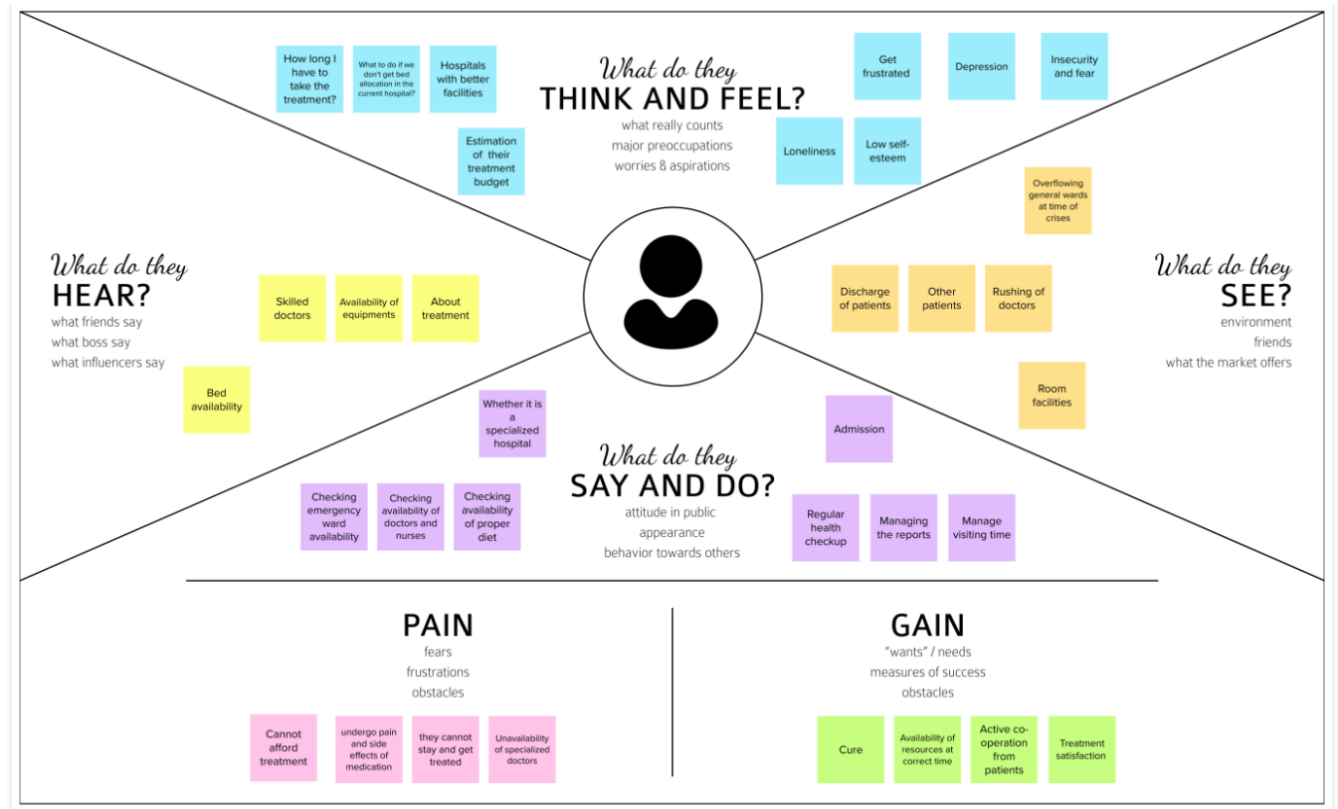 How long I
have to
take the
treatment?
What to do if we
don't get bed
allocation in the
current hospital?
Hospitals
with better
facilities
Estimation
of their
treatment
budget
What do they
THINK AND FEEL?
what really counts
major preoccupations
worries & aspirations
Get
frustrated
Depression
Insecurity
and fear
Loneliness
Low self-
esteem
What do they
HEAR?
what friends say
what boss say
what influencers say
Skilled
doctors
Availability of
equipments
About
treatment
Bed
availability
Overflowing
general wards
at time of
crises
Discharge
of patients
Other
patients
Rushing of
doctors
Room
facilities
What do they
SEE?
environment
friends
what the market offers
Whether it is
a
specialized
hospital
Checking
emergency
ward
availability
Checking
availability of
doctors and
nurses
Checking
availability
of proper
diet
What do they
SAY AND DO?
attitude in public
appearance
behavior towards others
Admission
Regular
health
checkup
Managing
the reports
Manage
visiting time
PAIN
fears
frustrations
obstacles
Cannot
afford
treatment
undergo pain
and side
effects of
medication
they cannot
stay and get
treated
Unavailability
of specialized
doctors
GAIN
"wants" / needs
measures of success
obstacles
Cure
Availability of
resources at
correct time
Active co-
operation
from
patients
Treatment
satisfaction